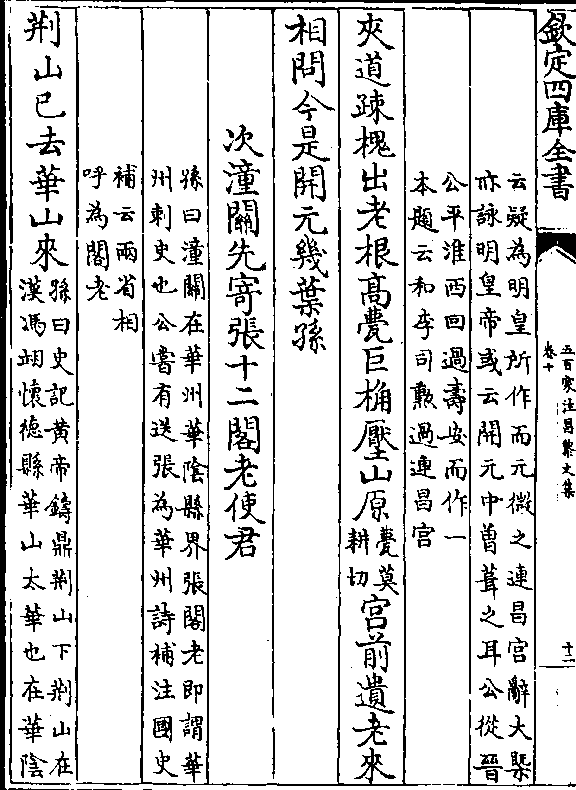 欽定四庫全書
五百家注昌黎文集
卷十
十二
云疑為明皇所作而元微之連昌宮辭大槩
亦詠明皇帝或云開元中曽葺之耳公從晉
公平淮西回過壽安而作一
本題云和李司勲過連昌宮
夾道疎槐出老根髙甍巨桷壓山原甍莫
耕切宮前遺老來
相問今是開元幾葉孫
次潼關先寄張十二閣老使君
孫曰潼關在華州華陰縣界張閣老即謂華
州刺史也公嘗有送張為華州詩補注國史
補云兩省相
呼為閣老
荆山已去華山來孫曰史記黄帝鑄鼎荆山下荆山在
漢馮翊懐德縣華山太華也在華陰